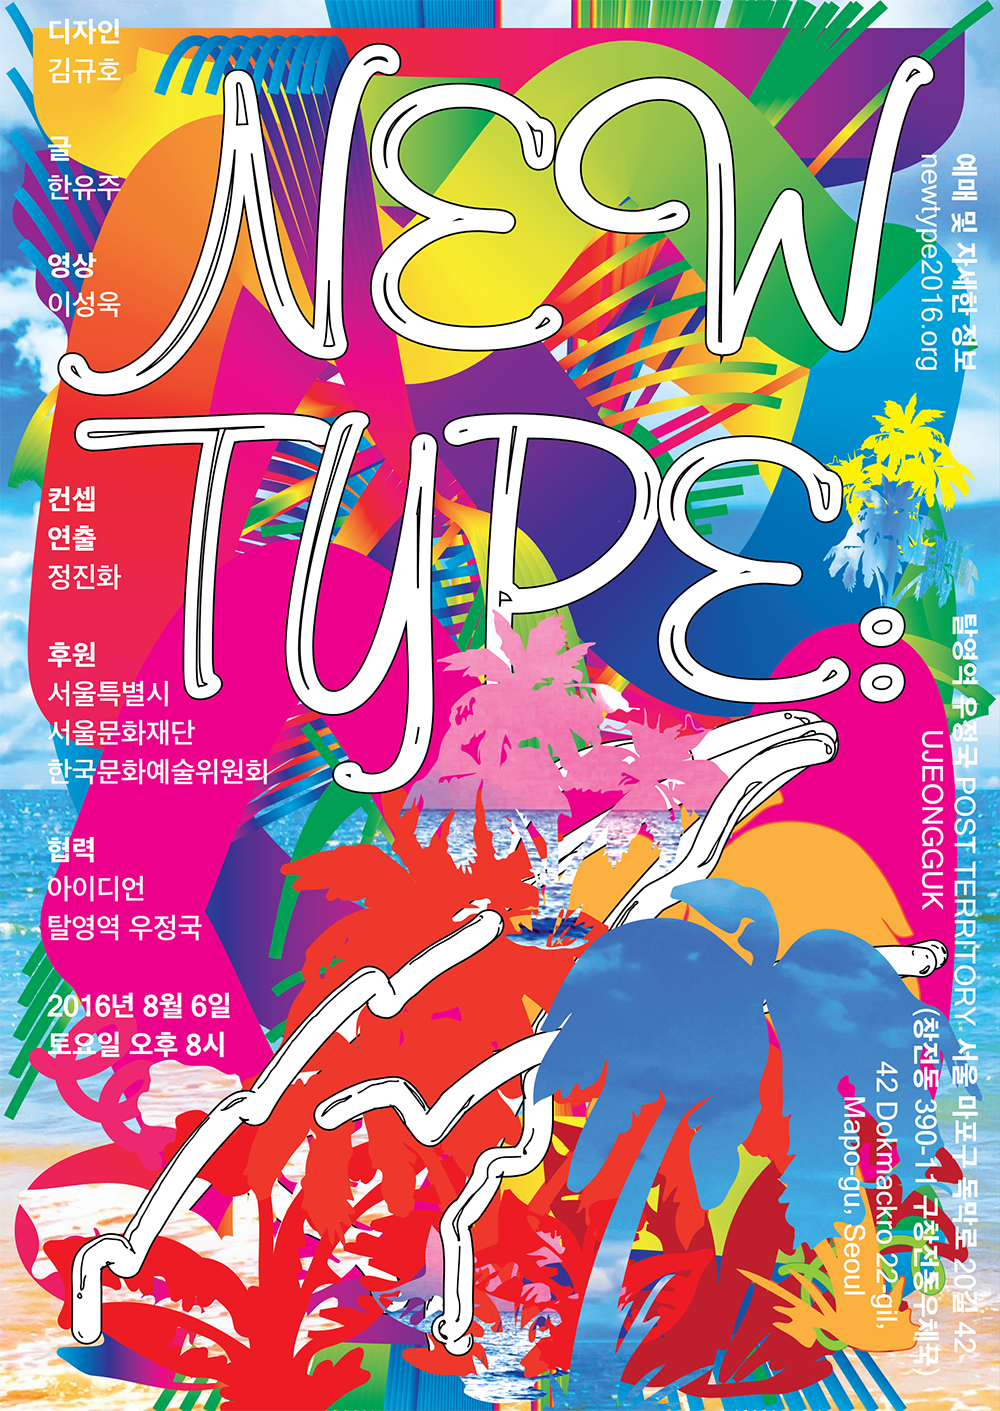 NEW
TYPE
디자인
김규호
글
한유주
영상
이성욱
컨셉
연출
정진화
후원
서울특별시
서울문화재단
한국문화예술위원회
협력
아이디언
탈영역 우정국
2016년 8월 6일
토요일 오후 8시
예매 및 자세한 정보
newtype2016.org
탈영역 우정국 POST TERRITORY
UJEONGGUK
서울 마포구 독막로 20길 42
(창전동 390-11 구창전동우체국)
42 Dokmackro 22-gil,
Mapo-gu, Seoul